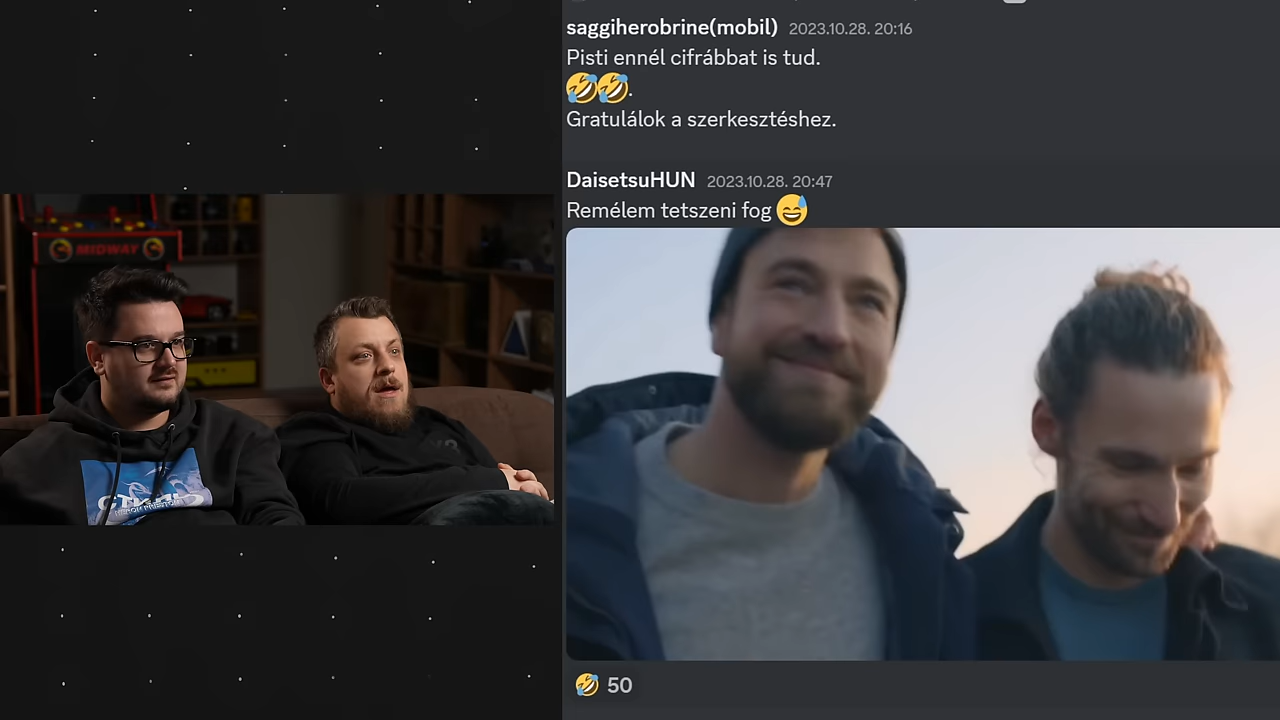 saggiherobrine(mobil) 2023.10.28. 20:16
Pisti ennél cifrábbat is tud.
🤣🤣.
Gratulálok a szerkesztéshez.
DaisetsuHUN 2023.10.28. 20:47
Remélem tetszeni fog 😅
🤣 50
MIDWAY